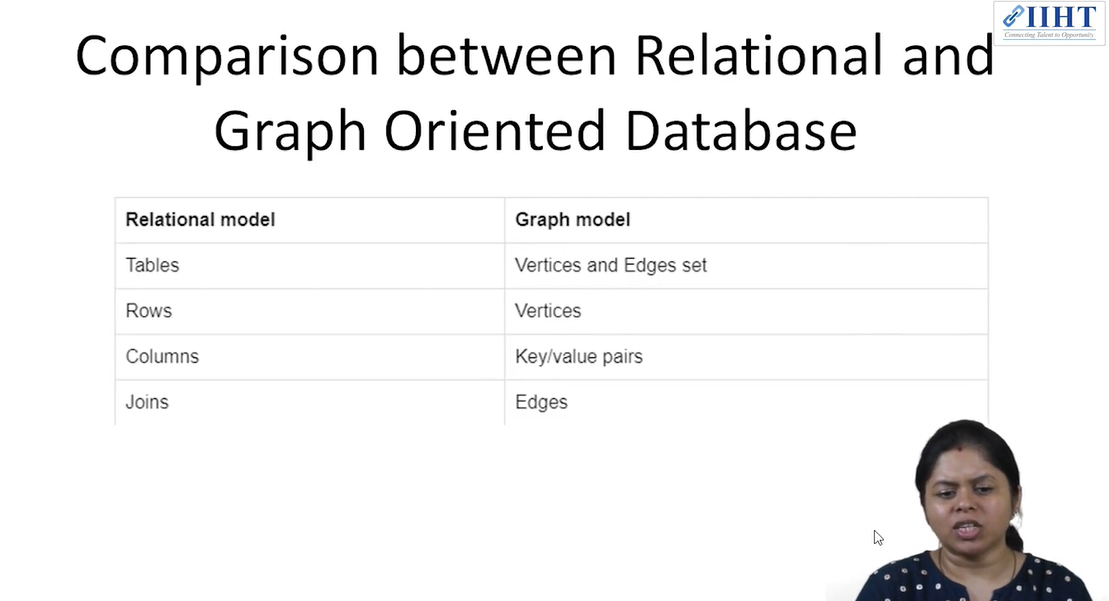 IIHT
Connecting Talent to Opportunity
Comparison between Relational and
Graph Oriented Database
Relational model Graph model
Tables Vertices and Edges set
Rows Vertices
Columns Key/value pairs
Joins Edges